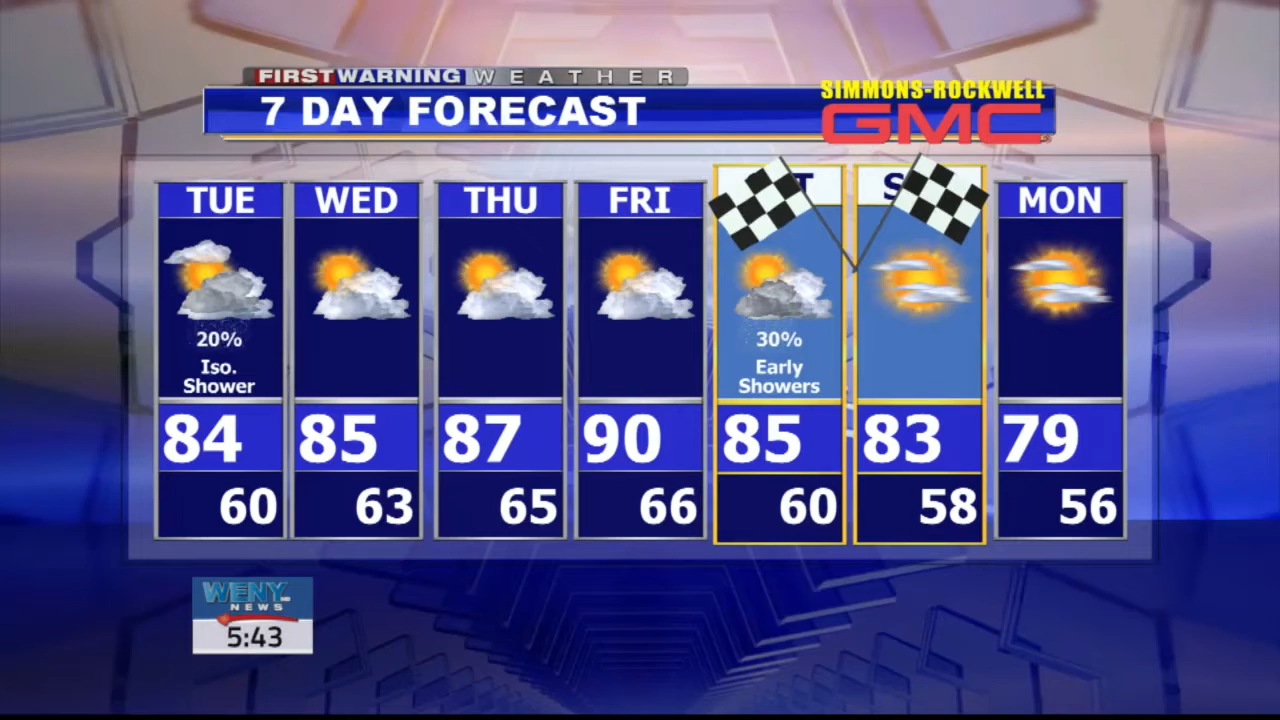 FIRST WARNING WEATHER
7 DAY FORECAST
SIMMONS-ROCKWELL
GMC
TUE WED THU FRI T S MON
20% 30%
Iso. Early
Shower Showers
84 85 87 90 85 83 79
60 63 65 66 60 58 56
WENY
NEWS
5:43